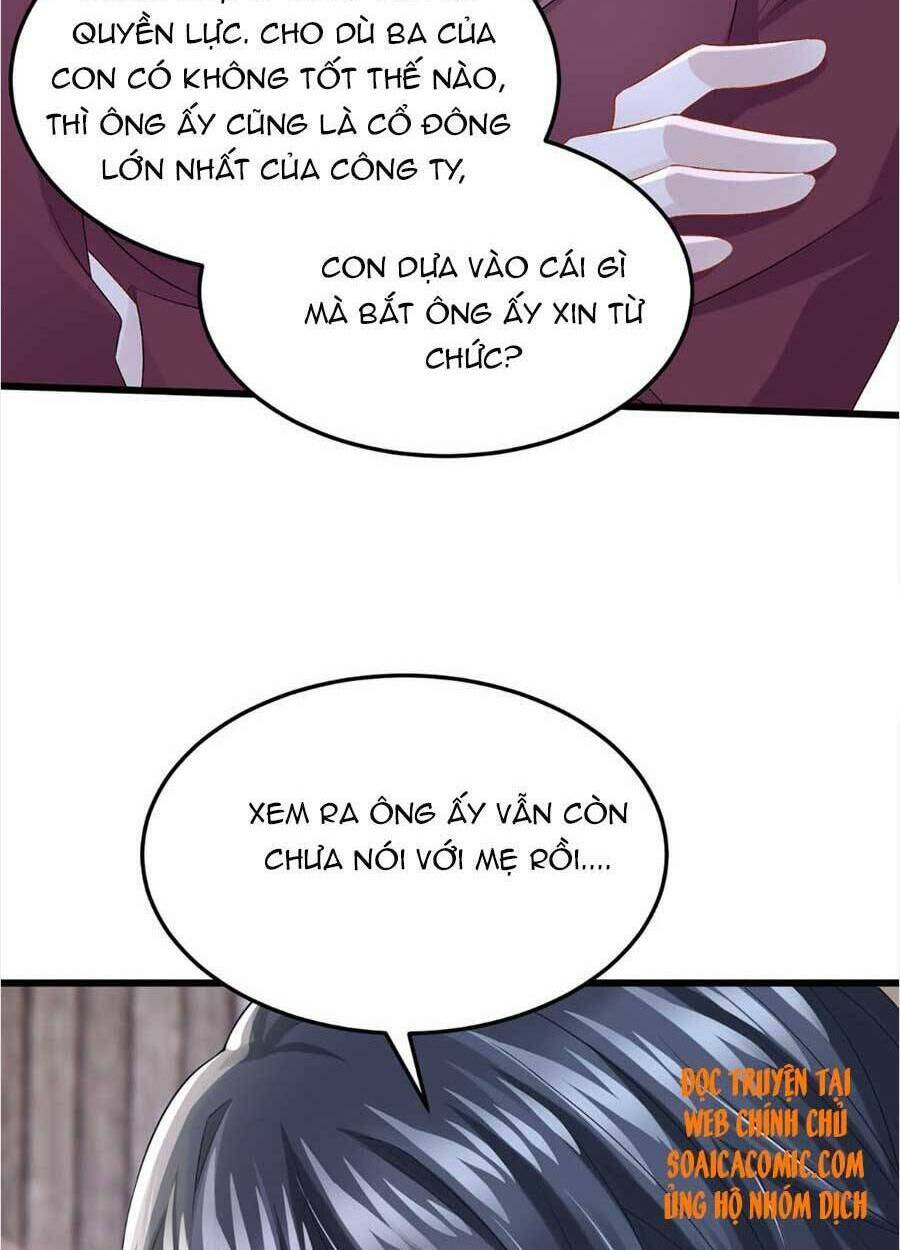 QUYỀN LỰC. CHO DÙ BA CỦA
CON CÓ KHÔNG TỐT THẾ NÀO,
THÌ ÔNG ẤY CŨNG LÀ CỔ ĐÔNG
LỚN NHẤT CỦA CÔNG TY,
CON DỰA VÀO CÁI GÌ
MÀ BẮT ÔNG ẤY XIN TỪ
CHỨC?
XEM RA ÔNG ẤY VẪN CÒN
CHƯA NÓI VỚI MẸ RỒI....
ĐỌC TRUYỆN TẠI
WEB CHÍNH CHỦ
SOAICACOMIC.COM
ỦNG HỘ NHÓM DỊCH